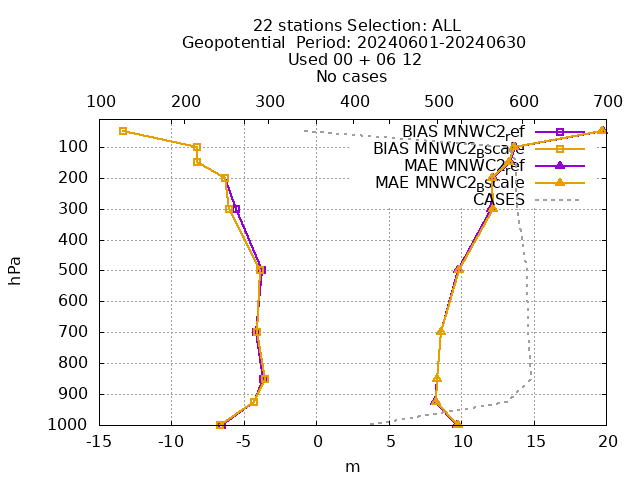 22 stations Selection: ALL
Geopotential  Period: 20240601-20240630
Used 00 + 06 12
No cases
100 200 300 400 500 600 700
BIAS MNWC2_ref
BIAS MNWC2_Bscale
MAE MNWC2_ref
MAE MNWC2_Bscale
CASES
100
200
300
400
500
600
700
800
900
1000
hPa
-15 -10 -5 0 5 10 15 20
m